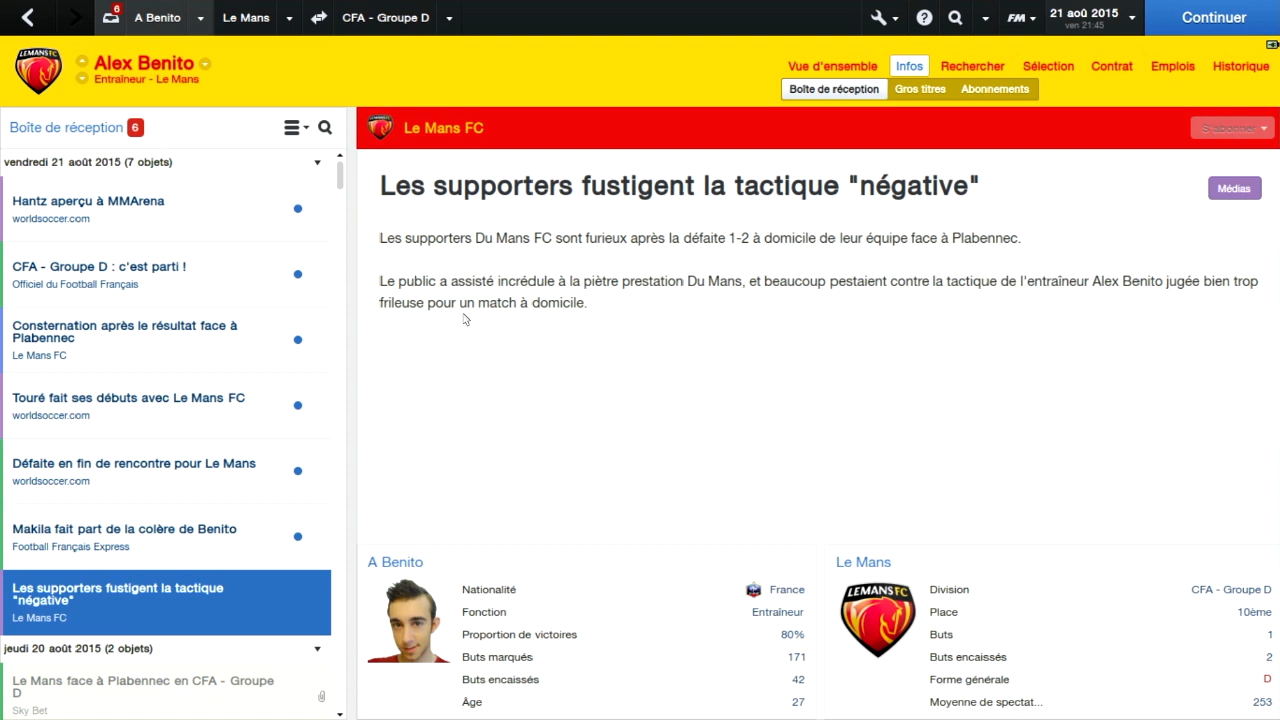 6
A Benito
Le Mans
CFA - Groupe D
FM
21 aoû 2015
ven 21:45
Continuer
LEMANS FC
Alex Benito
Entraîneur - Le Mans
Vue d'ensemble
Infos
Rechercher
Sélection
Contrat
Emplois
Historique
Boîte de réception
Gros titres
Abonnements
Boîte de réception 6
Le Mans FC
S'abonner
vendredi 21 août 2015 (7 objets)
Hantz aperçu à MMArena
worldsoccer.com
CFA - Groupe D : c'est parti !
Officiel du Football Français
Consternation après le résultat face à
Plabennec
Le Mans FC
Touré fait ses débuts avec Le Mans FC
worldsoccer.com
Défaite en fin de rencontre pour Le Mans
worldsoccer.com
Makila fait part de la colère de Benito
Football Français Express
Les supporters fustigent la tactique
"négative"
Le Mans FC
jeudi 20 août 2015 (2 objets)
Le Mans face à Plabennec en CFA - Groupe
D
Sky Bet
Les supporters fustigent la tactique "négative"
Médias
Les supporters Du Mans FC sont furieux après la défaite 1-2 à domicile de leur équipe face à Plabennec.
Le public a assisté incrédule à la piètre prestation Du Mans, et beaucoup pestaient contre la tactique de l'entraîneur Alex Benito jugée bien trop
frileuse pour un match à domicile.
A Benito
Nationalité France
Fonction Entraîneur
Proportion de victoires 80%
Buts marqués 171
Buts encaissés 42
Âge 27
Le Mans
LEMANS FC
Division CFA - Groupe D
Place 10ème
Buts 1
Buts encaissés 2
Forme générale D
Moyenne de spectat... 253